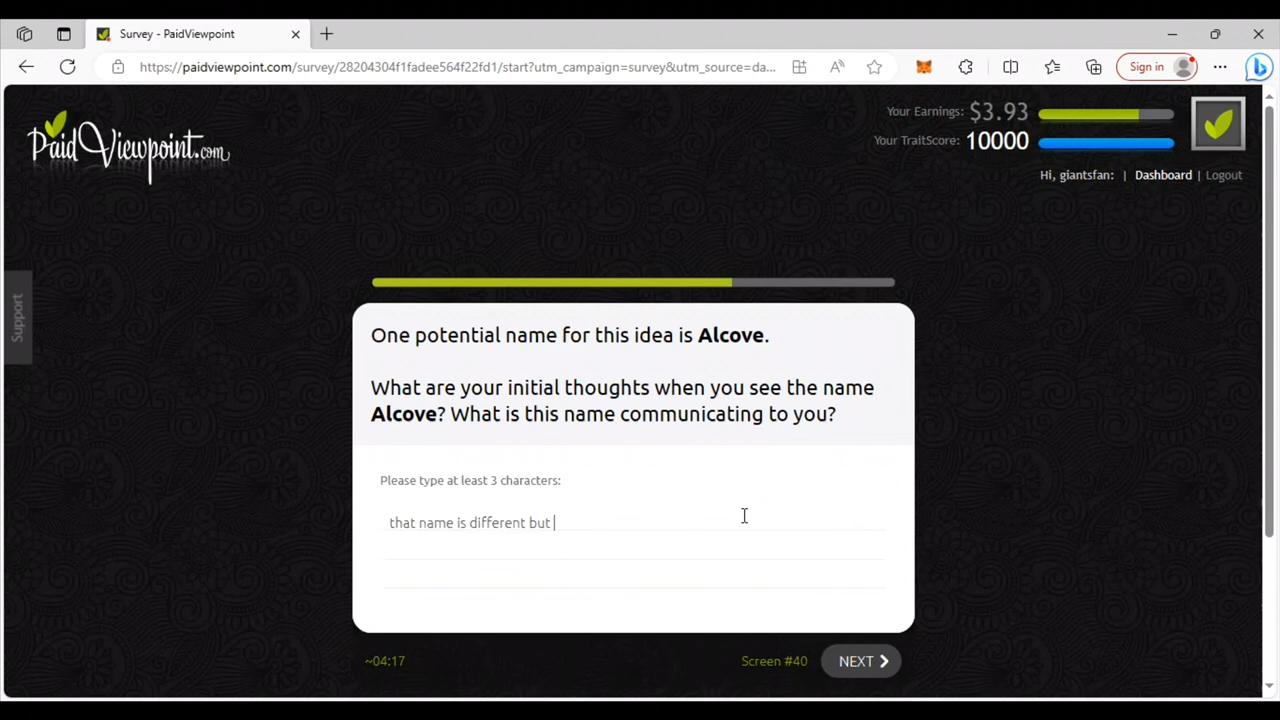 Survey - PaidViewpoint
https://paidviewpoint.com/survey/28204304f1fadee564f22fd1/start?utm_campaign=survey&utm_source=da...
Sign in
PaidViewpoint.com
Your Earnings: $3.93
Your TraitScore: 10000
Hi, giantsfan: | Dashboard | Logout
Support
One potential name for this idea is Alcove.
What are your initial thoughts when you see the name
Alcove? What is this name communicating to you?
Please type at least 3 characters:
that name is different but
~04:17
Screen #40
NEXT